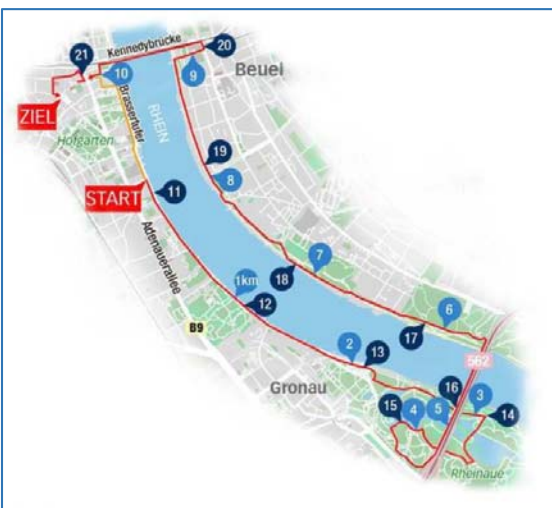 Kennedybrücke
20
21
Beuel
10
9
ZIEL
Brassertufer
RHEIN
Hofgarten
19
8
START
11
Adenauerallee
7
18
1km
12
6
17
B9
562
2
13
Gronau
16
3
15
4
5
14
Rheinaue